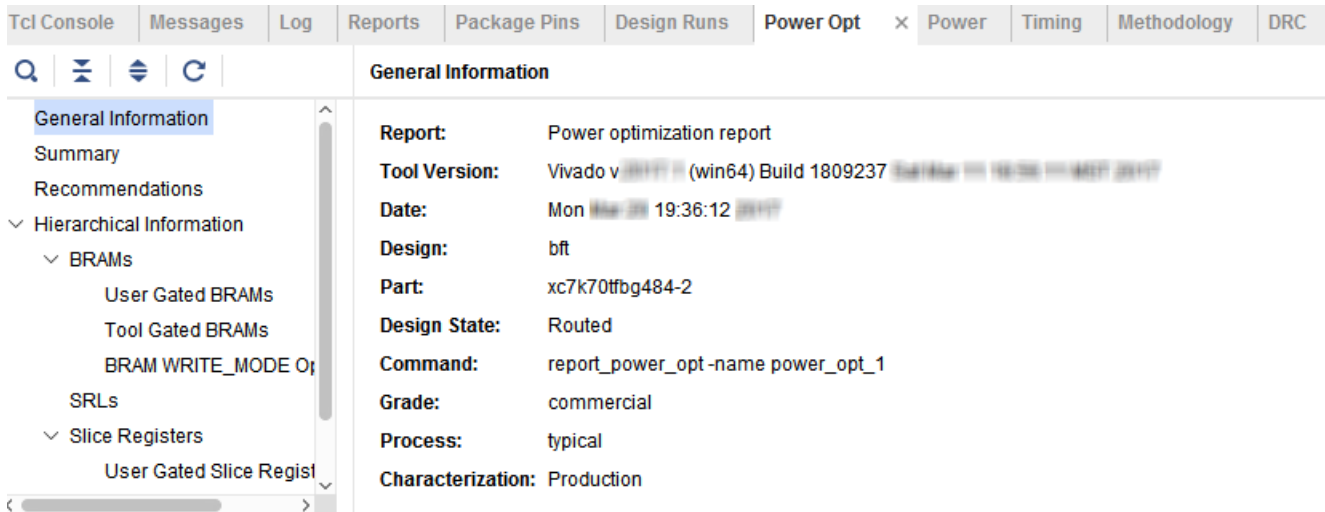 Tcl Console Messages Log Reports Package Pins Design Runs Power Opt × Power Timing Methodology DRC
General Information
General Information
Summary
Recommendations
Hierarchical Information
BRAMs
User Gated BRAMs
Tool Gated BRAMs
BRAM WRITE_MODE Op
SRLs
Slice Registers
User Gated Slice Regist
Report: Power optimization report
Tool Version: Vivado v (win64) Build 1809237
Date: Mon 19:36:12
Design: bft
Part: xc7k70tfbg484-2
Design State: Routed
Command: report_power_opt -name power_opt_1
Grade: commercial
Process: typical
Characterization: Production